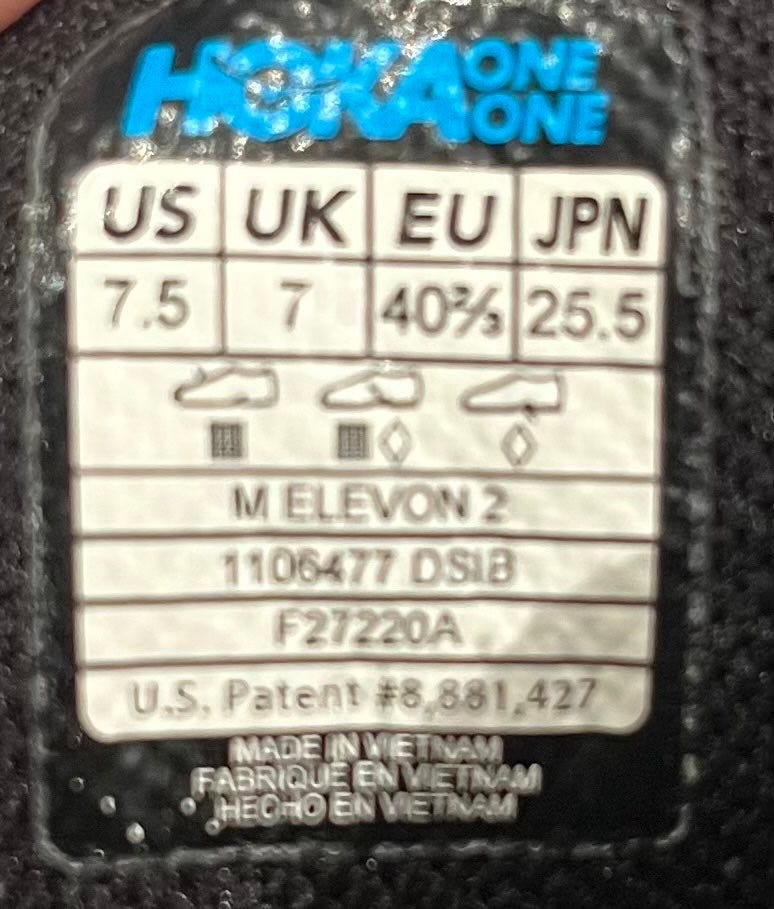 HOKA ONE ONE
US UK EU JPN
7.5 7 40⅔ 25.5
M ELEVON 2
1106477 DSIB
F27220A
U.S. Patent #8,881,427
MADE IN VIETNAM
FABRIQUE EN VIETNAM
HECHO EN VIETNAM